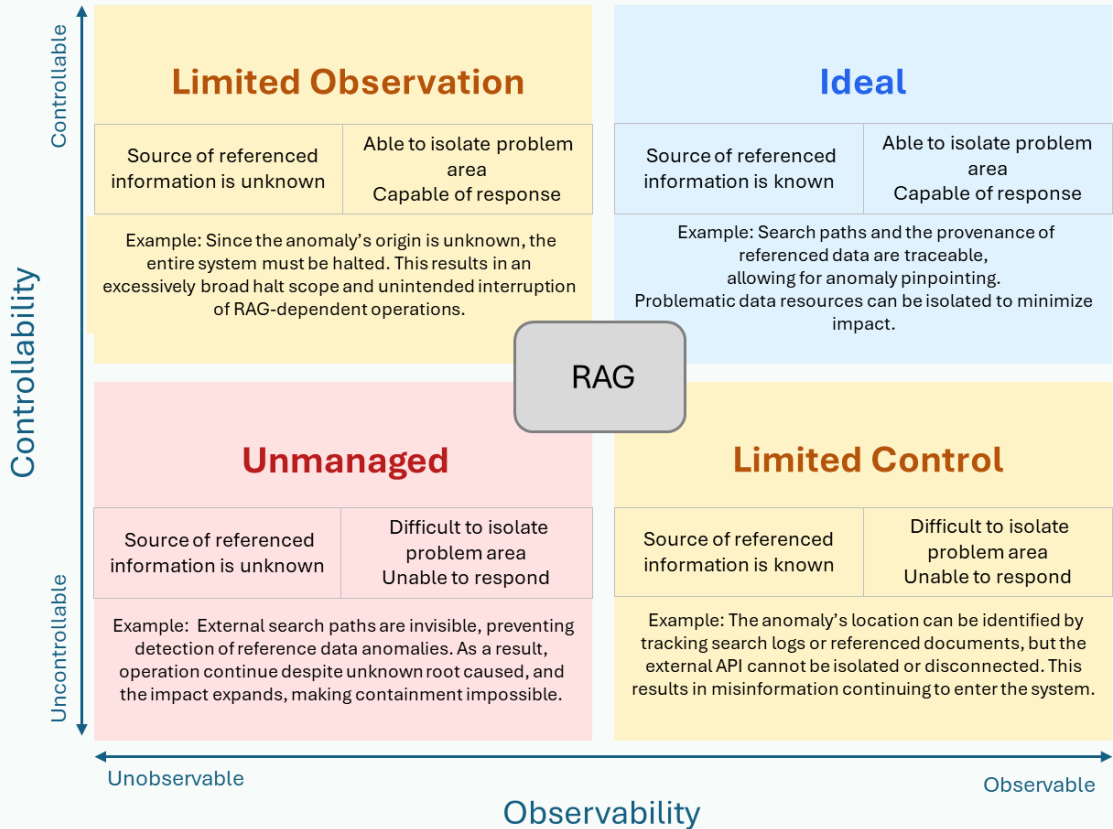 Controllable
Controllability
Uncontrollable
Limited Observation
Source of referenced
information is unknown
Able to isolate problem
area
Capable of response
Example: Since the anomaly's origin is unknown, the
entire system must be halted. This results in an
excessively broad halt scope and unintended interruption
of RAG-dependent operations.
Ideal
Source of referenced
information is known
Able to isolate problem
area
Capable of response
Example: Search paths and the provenance of
referenced data are traceable,
allowing for anomaly pinpointing.
Problematic data resources can be isolated to minimize
impact.
RAG
Unmanaged
Source of referenced
information is unknown
Difficult to isolate
problem area
Unable to respond
Example: External search paths are invisible, preventing
detection of reference data anomalies. As a result,
operation continue despite unknown root caused, and
the impact expands, making containment impossible.
Limited Control
Source of referenced
information is known
Difficult to isolate
problem area
Unable to respond
Example: The anomaly's location can be identified by
tracking search logs or referenced documents, but the
external API cannot be isolated or disconnected. This
results in misinformation continuing to enter the system.
Unobservable
Observable
Observability